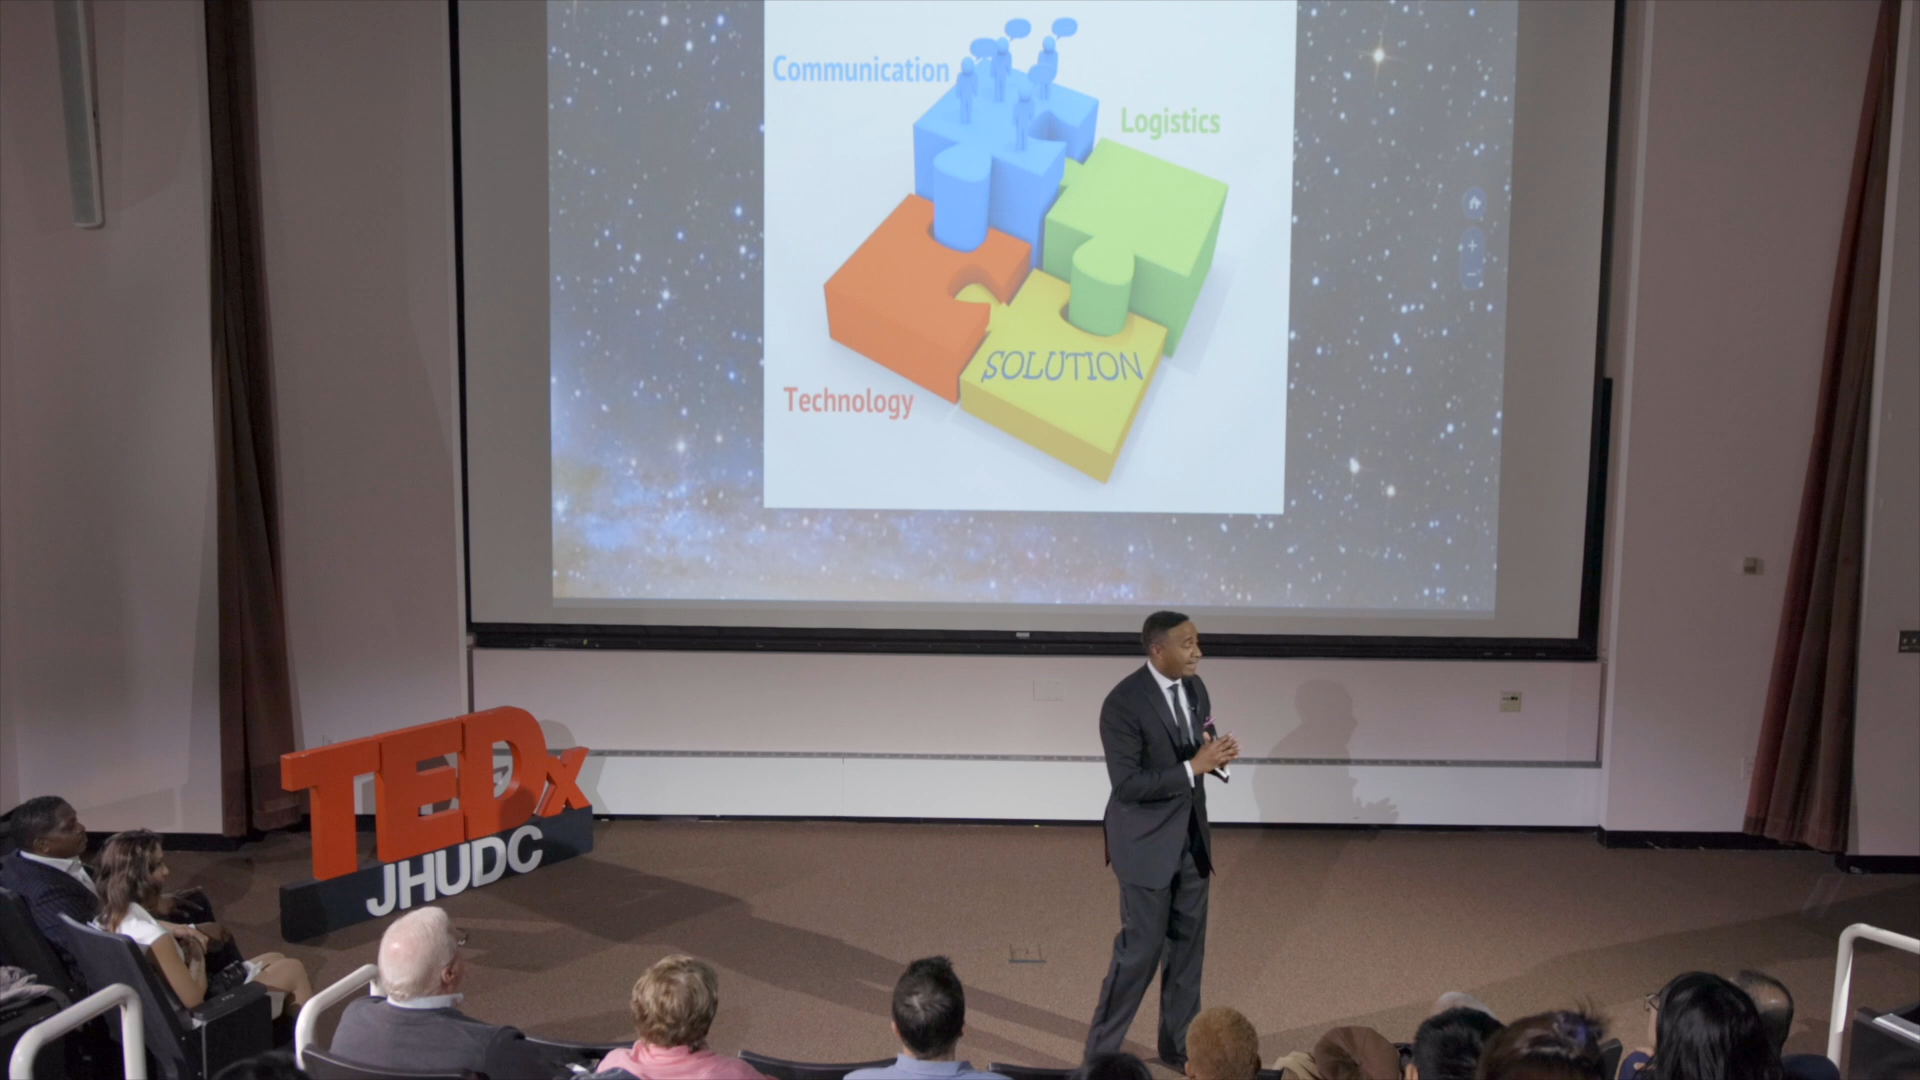 Communication
Logistics
SOLUTION
Technology
TEDx
JHUDC